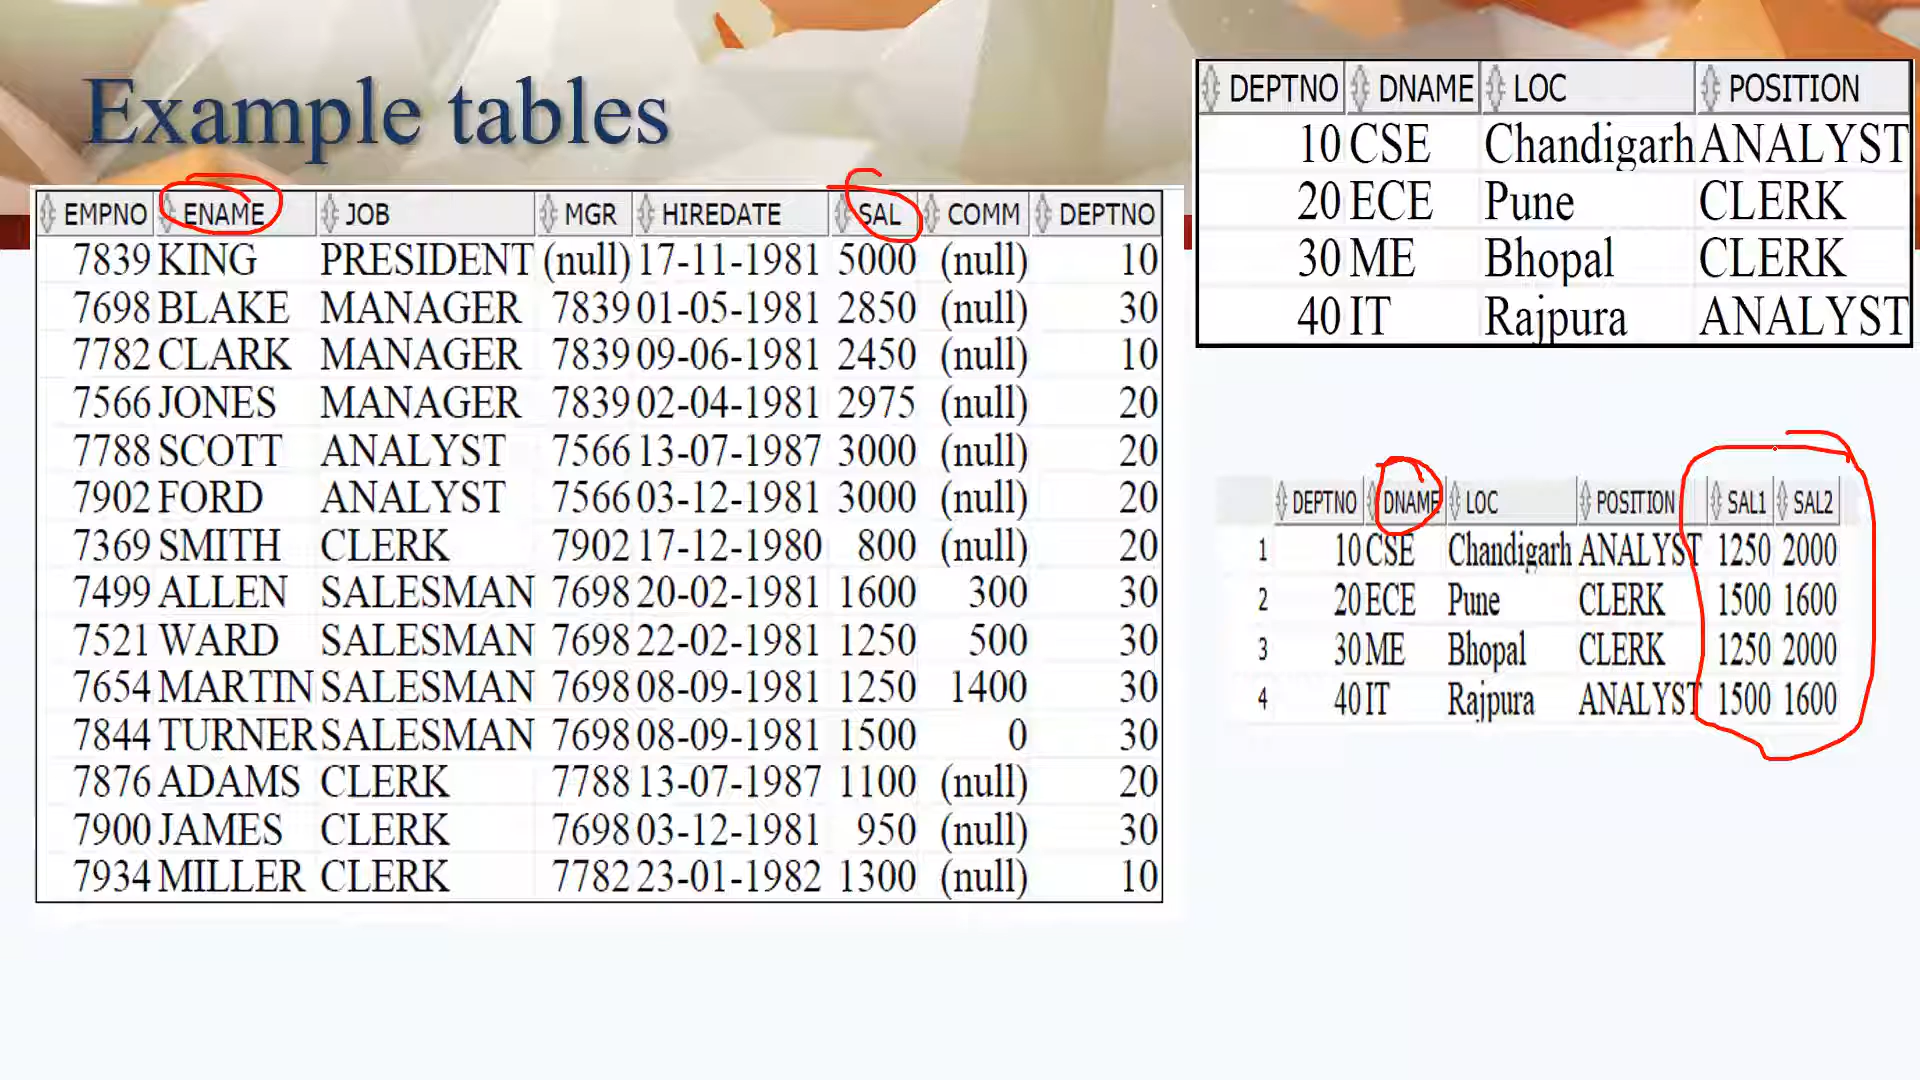 Example tables
EMPNO ENAME JOB MGR HIREDATE SAL COMM DEPTNO
7839 KING PRESIDENT (null) 17-11-1981 5000 (null) 10
7698 BLAKE MANAGER 7839 01-05-1981 2850 (null) 30
7782 CLARK MANAGER 7839 09-06-1981 2450 (null) 10
7566 JONES MANAGER 7839 02-04-1981 2975 (null) 20
7788 SCOTT ANALYST 7566 13-07-1987 3000 (null) 20
7902 FORD ANALYST 7566 03-12-1981 3000 (null) 20
7369 SMITH CLERK 7902 17-12-1980 800 (null) 20
7499 ALLEN SALESMAN 7698 20-02-1981 1600 300 30
7521 WARD SALESMAN 7698 22-02-1981 1250 500 30
7654 MARTIN SALESMAN 7698 08-09-1981 1250 1400 30
7844 TURNER SALESMAN 7698 08-09-1981 1500 0 30
7876 ADAMS CLERK 7788 13-07-1987 1100 (null) 20
7900 JAMES CLERK 7698 03-12-1981 950 (null) 30
7934 MILLER CLERK 7782 23-01-1982 1300 (null) 10
DEPTNO DNAME LOC POSITION
10 CSE Chandigarh ANALYST
20 ECE Pune CLERK
30 ME Bhopal CLERK
40 IT Rajpura ANALYST
DEPTNO DNAME LOC POSITION SAL1 SAL2
1 10 CSE Chandigarh ANALYST 1250 2000
2 20 ECE Pune CLERK 1500 1600
3 30 ME Bhopal CLERK 1250 2000
4 40 IT Rajpura ANALYST 1500 1600